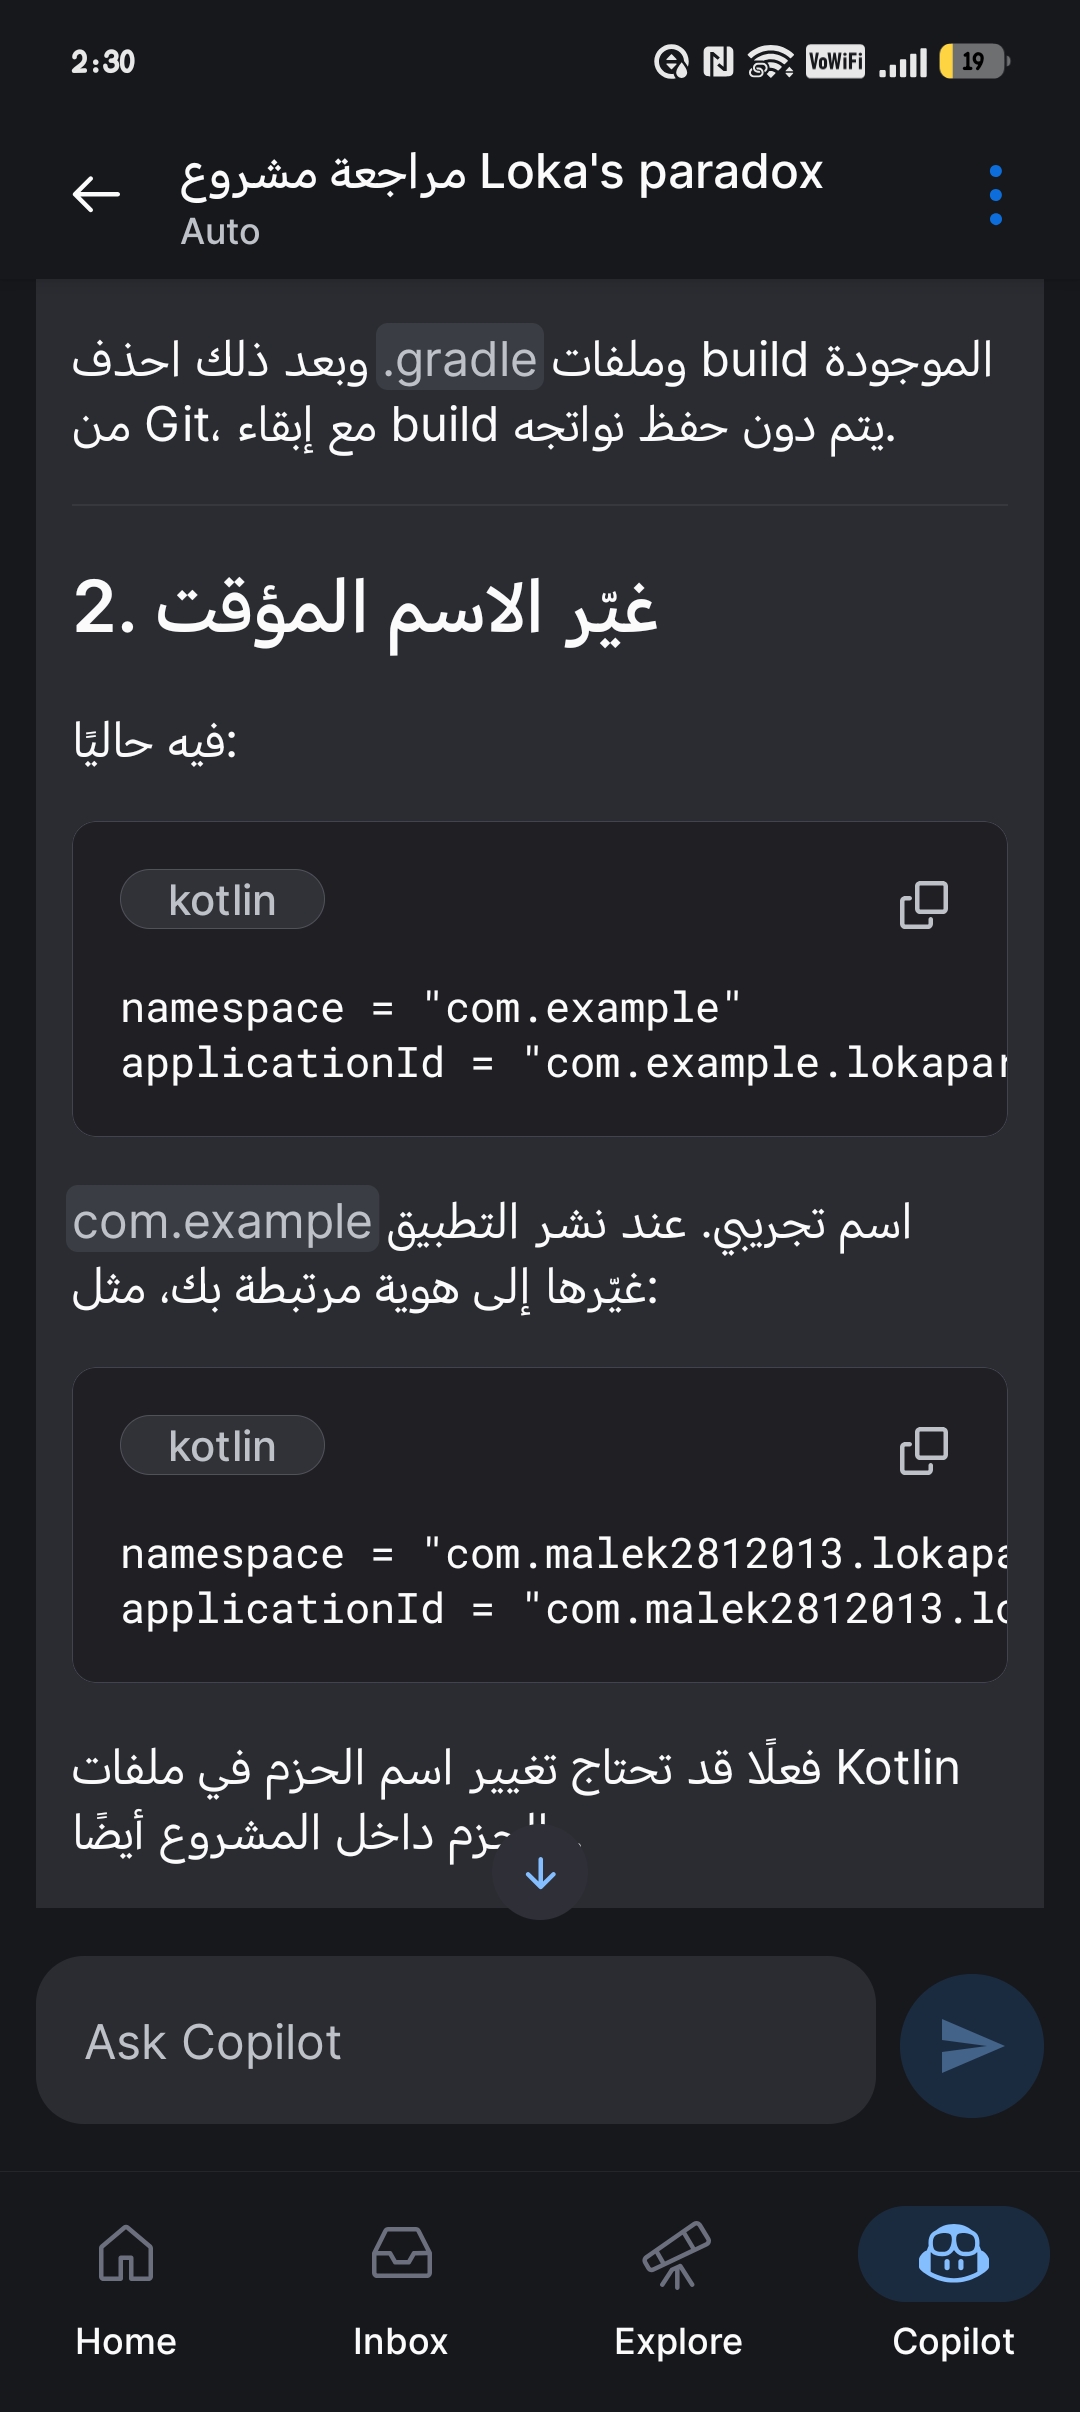 2:30
VoWiFi
19
مراجعة مشروع Loka's paradox
Auto
وبعد ذلك احذف .gradle وملفات build الموجودة
من Git، مع إبقاء build يتم دون حفظ نواتجه.
2. غيّر الاسم المؤقت
فيه حاليًا:
kotlin
namespace = "com.example"
applicationId = "com.example.lokapar
com.example اسم تجريبي. عند نشر التطبيق
غيّرها إلى هوية مرتبطة بك، مثل:
kotlin
namespace = "com.malek2812013.lokapa
applicationId = "com.malek2812013.lo
فعلًا قد تحتاج تغيير اسم الحزم في ملفات Kotlin
داخل المشروع أيضًا
Ask Copilot
Home
Inbox
Explore
Copilot